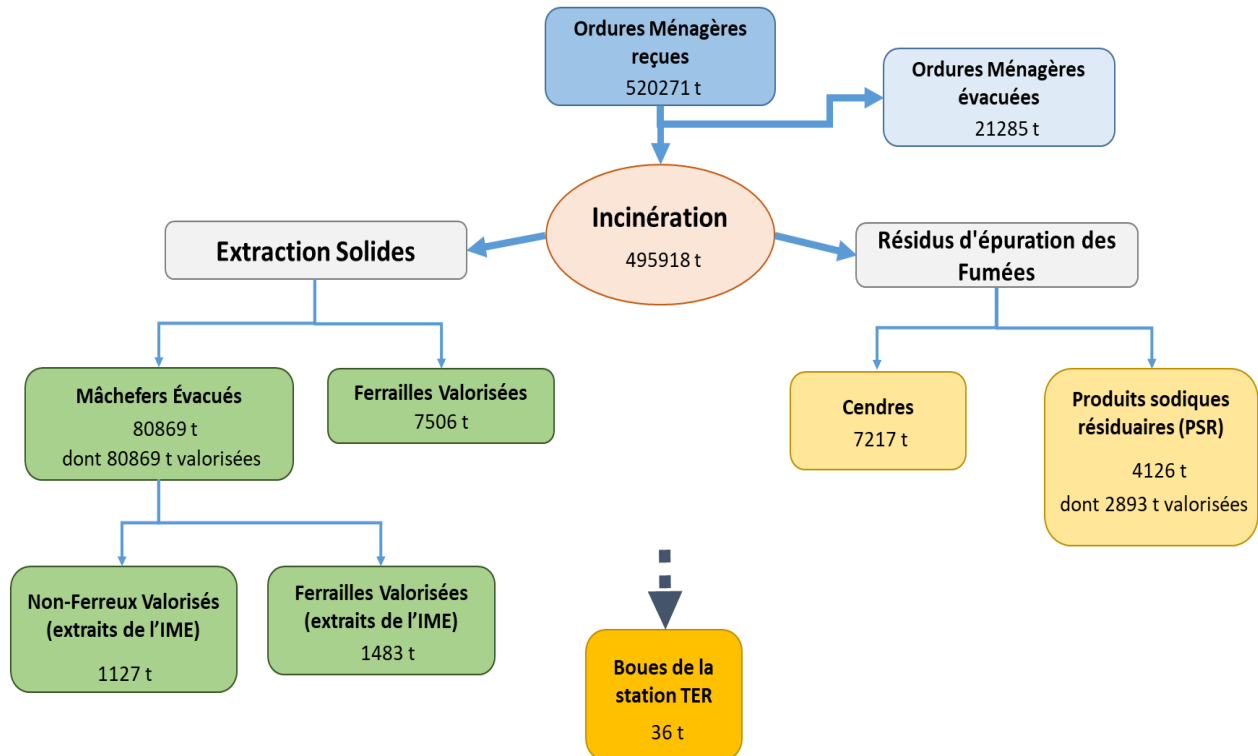 Ordures Ménagères
reçues
520271 t
Ordures Ménagères
évacuées
21285 t
Incinération
495918 t
Extraction Solides
Résidus d'épuration des
Fumées
Mâchefers Évacués
80869 t
dont 80869 t valorisées
Ferrailles Valorisées
7506 t
Cendres
7217 t
Produits sodiques
résiduaires (PSR)
4126 t
dont 2893 t valorisées
Non-Ferreux Valorisés
(extraits de l’IME)
1127 t
Ferrailles Valorisées
(extraits de l’IME)
1483 t
Boues de la
station TER
36 t